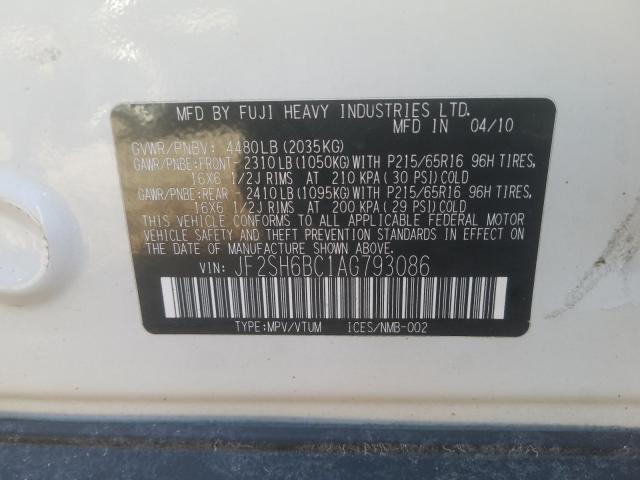 MFD BY FUJI HEAVY INDUSTRIES LTD.
MFD IN 04/10
GVWR/PNBV: 4480LB (2035KG)
GAWR/PNBE:FRONT- 2310LB (1050KG) WITH P215/65R16 96H TIRES,
16X6 1/2J RIMS AT 210 KPA (30 PSI) COLD
GAWR/PNBE:REAR - 2410LB (1095KG) WITH P215/65R16 96H TIRES,
16X6 1/2J RIMS AT 200 KPA (29 PSI) COLD
THIS VEHICLE CONFORMS TO ALL APPLICABLE FEDERAL MOTOR
VEHICLE SAFETY AND THEFT PREVENTION STANDARDS IN EFFECT ON
THE DATE OF MANUFACTURE SHOWN ABOVE.
VIN: JF2SH6BC1AG793086
TYPE:MPV/VTUM ICES/NMB-002